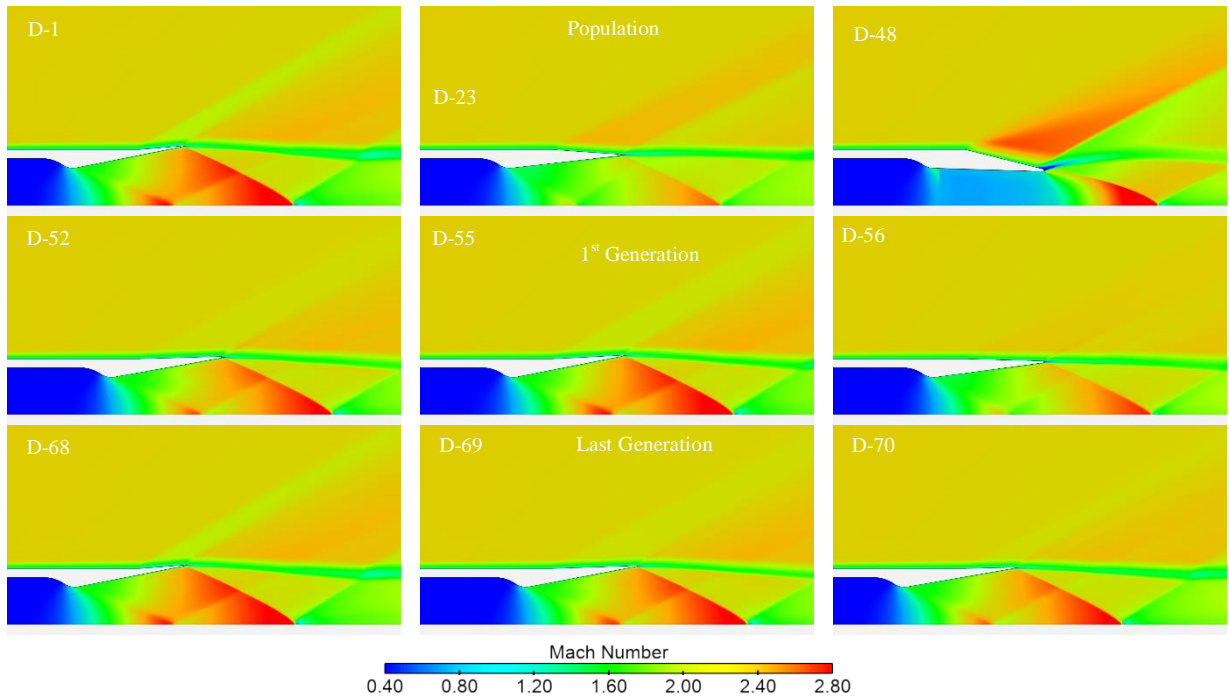 D-1
Population
D-23
D-48
D-52
D-55
1st Generation
D-56
D-68
D-69
Last Generation
D-70
Mach Number
0.40 0.80 1.20 1.60 2.00 2.40 2.80